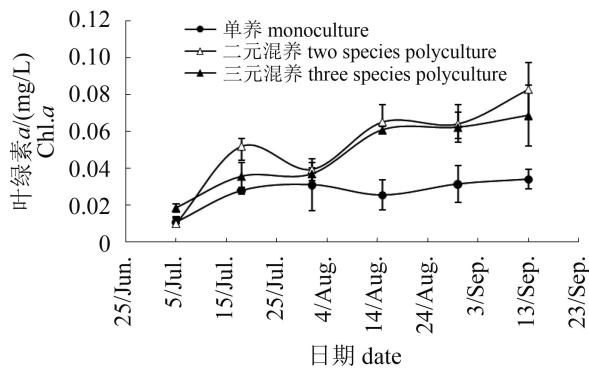 0.12
0.10
0.08
0.06
0.04
0.02
0
叶绿素a/(mg/L)
Chl.a
单养 monoculture
二元混养 two species polyculture
三元混养 three species polyculture
25/Jun.
5/Jul.
15/Jul.
25/Jul.
4/Aug.
14/Aug.
24/Aug.
3/Sep.
13/Sep.
23/Sep.
日期 date